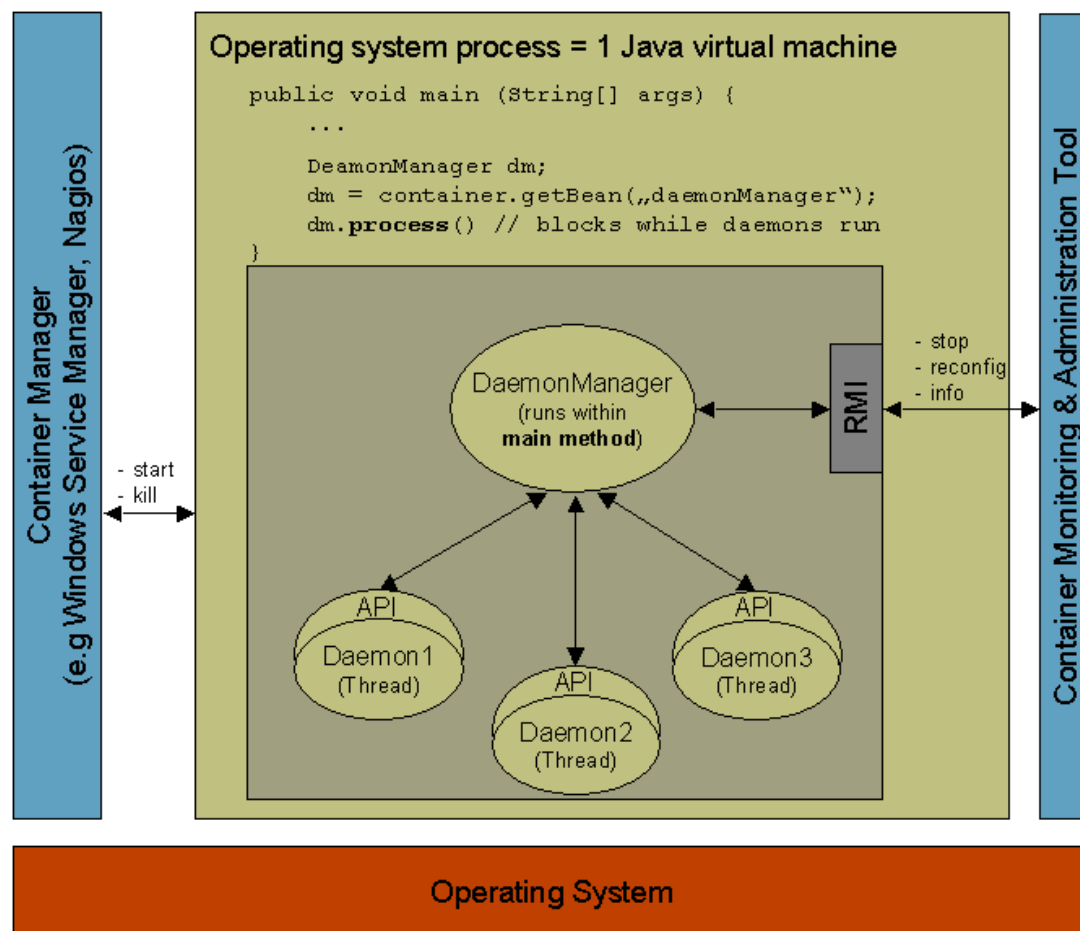 Container Manager
(e.g Windows Service Manager, Nagios)
- start
- kill
Operating system process = 1 Java virtual machine
public void main (String[] args) {
...
DeamonManager dm;
dm = container.getBean(„daemonManager“);
dm.process() // blocks while daemons run
}
DaemonManager
(runs within
main method)
RMI
- stop
- reconfig
- info
API
Daemon1
(Thread)
API
Daemon2
(Thread)
API
Daemon3
(Thread)
Container Monitoring & Administration Tool
Operating System